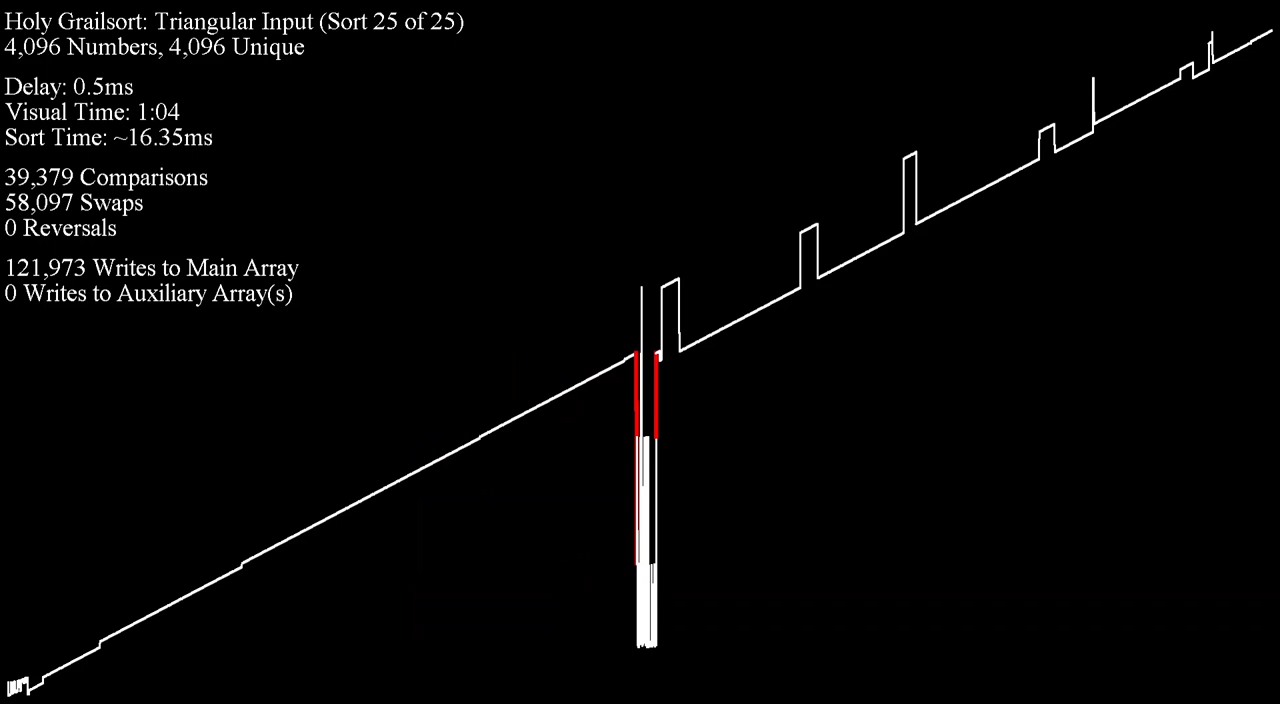 Holy Grailsort: Triangular Input (Sort 25 of 25)
4,096 Numbers, 4,096 Unique
Delay: 0.5ms
Visual Time: 1:04
Sort Time: ~16.35ms
39,379 Comparisons
58,097 Swaps
0 Reversals
121,973 Writes to Main Array
0 Writes to Auxiliary Array(s)